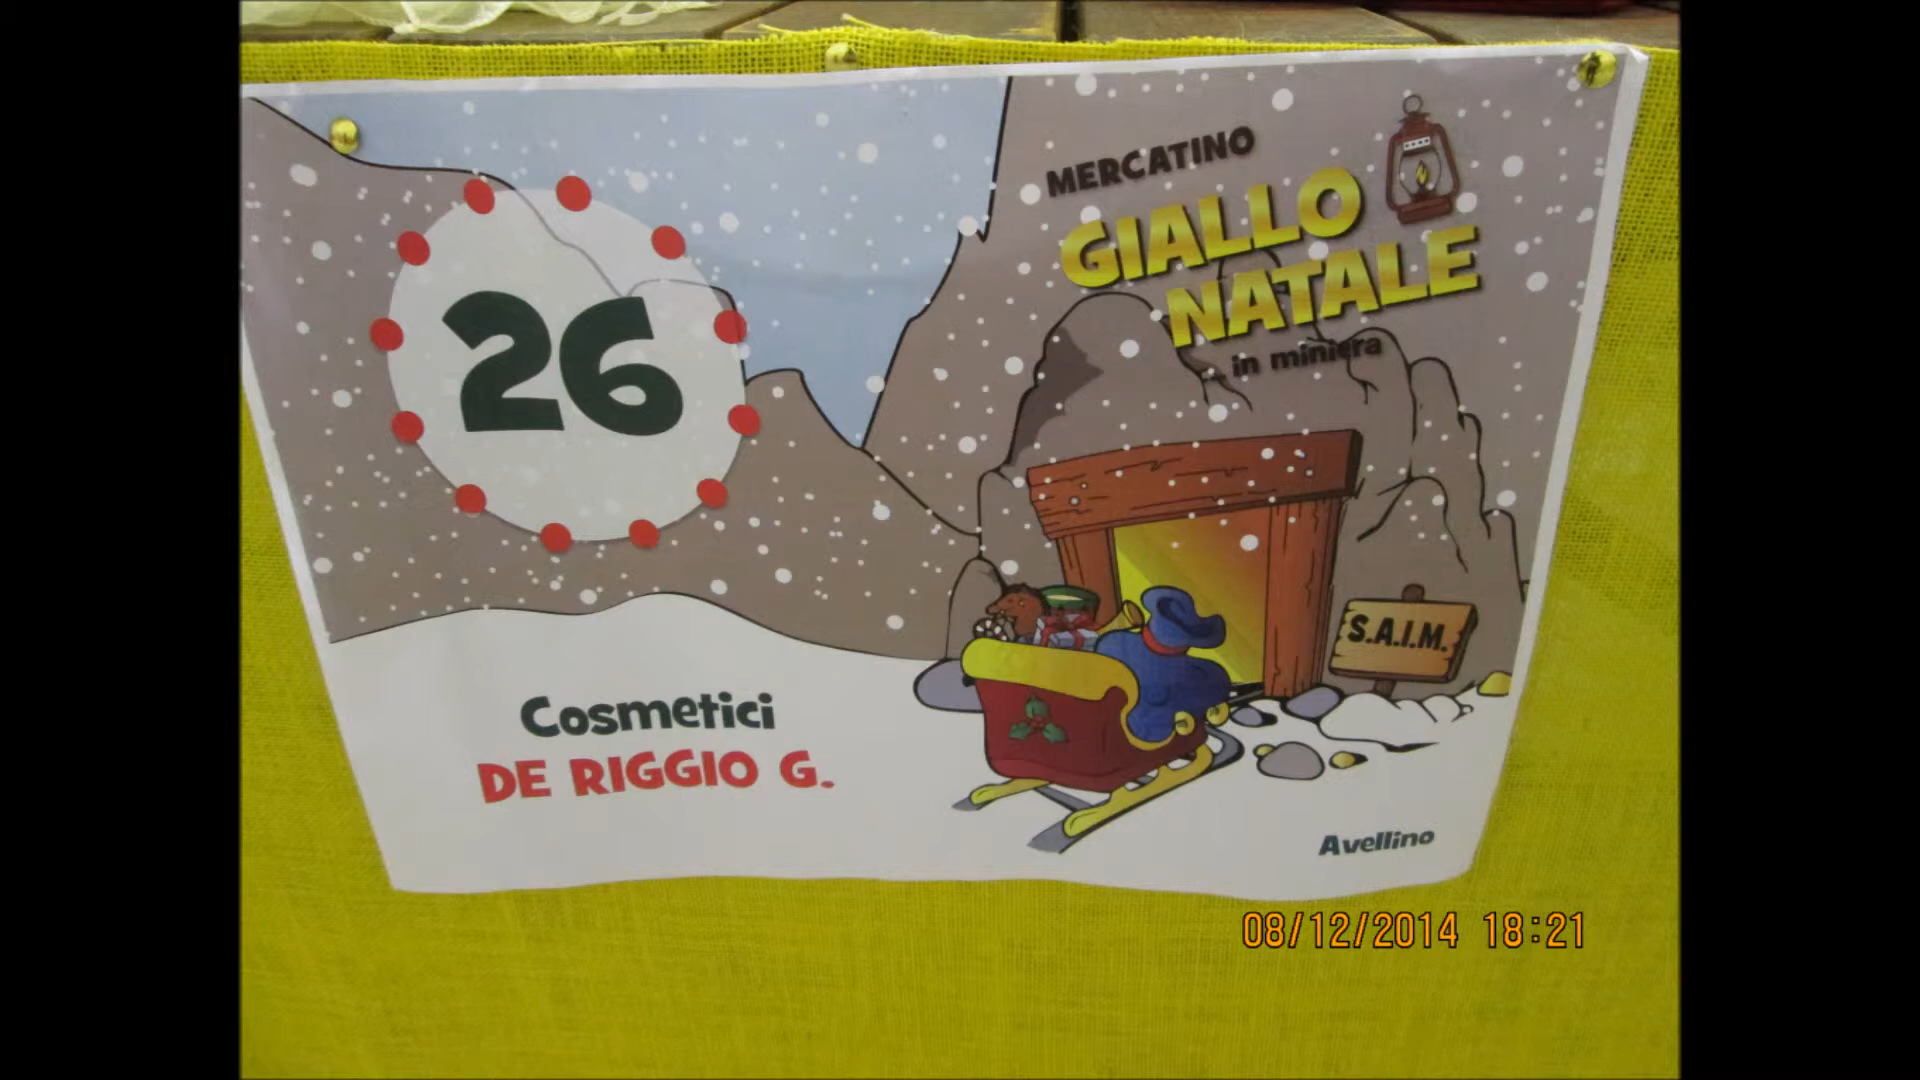 26
MERCATINO
GIALLO
NATALE
... in miniera
S.A.I.M.
Cosmetici
DE RIGGIO G.
Avellino
08/12/2014 18:21